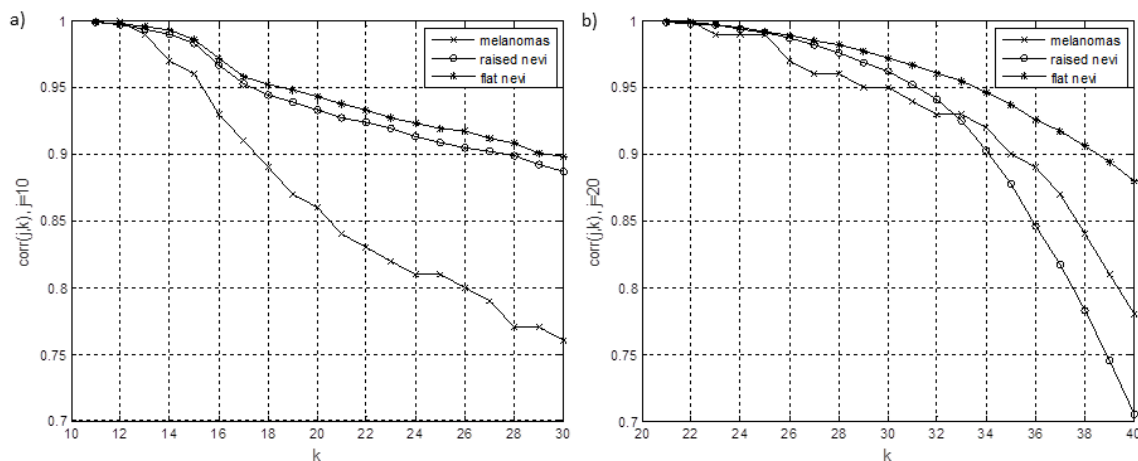 a)
corr(j,k), j=10
1
0.95
0.9
0.85
0.8
0.75
0.7
10 12 14 16 18 20 22 24 26 28 30
k
melanomas
raised nevi
flat nevi
b)
corr(j,k), j=20
1
0.95
0.9
0.85
0.8
0.75
0.7
20 22 24 26 28 30 32 34 36 38 40
k
melanomas
raised nevi
flat nevi